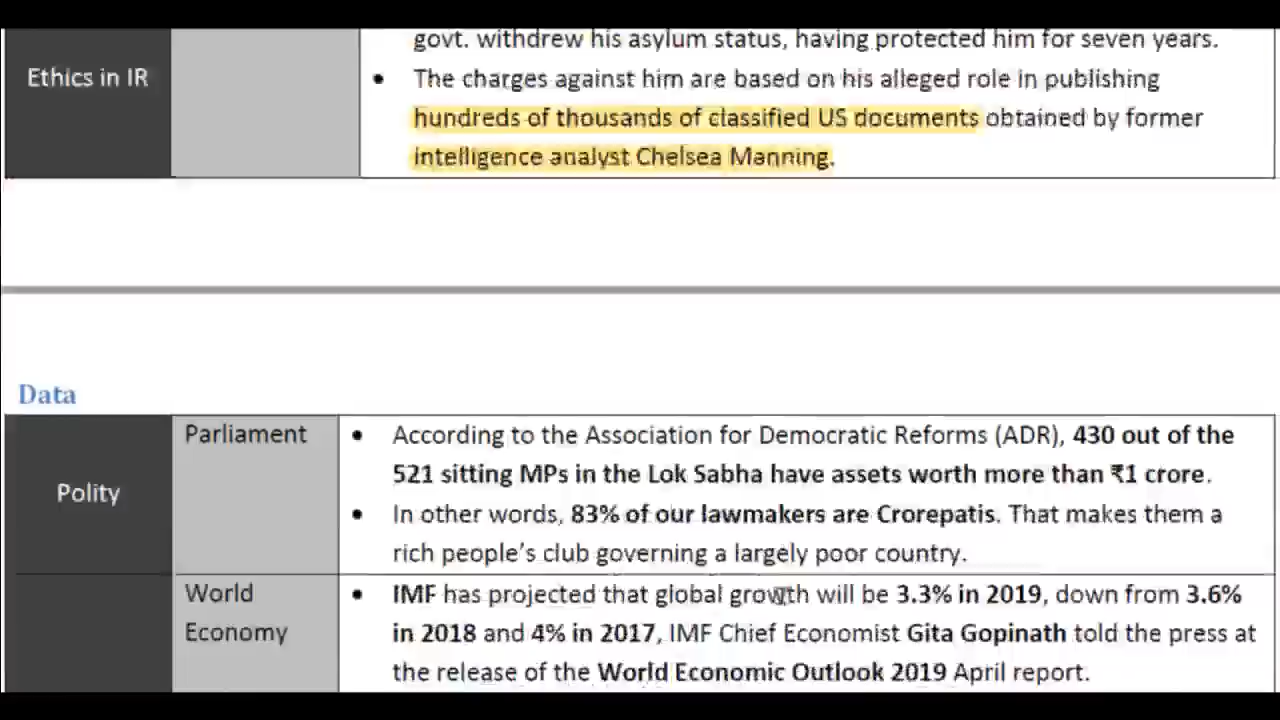 govt. withdrew his asylum status, having protected him for seven years.
Ethics in IR
• The charges against him are based on his alleged role in publishing
hundreds of thousands of classified US documents obtained by former
intelligence analyst Chelsea Manning.
Data
Polity
Parliament
• According to the Association for Democratic Reforms (ADR), 430 out of the
521 sitting MPs in the Lok Sabha have assets worth more than ₹1 crore.
• In other words, 83% of our lawmakers are Crorepatis. That makes them a
rich people's club governing a largely poor country.
World
Economy
• IMF has projected that global growth will be 3.3% in 2019, down from 3.6%
in 2018 and 4% in 2017, IMF Chief Economist Gita Gopinath told the press at
the release of the World Economic Outlook 2019 April report.